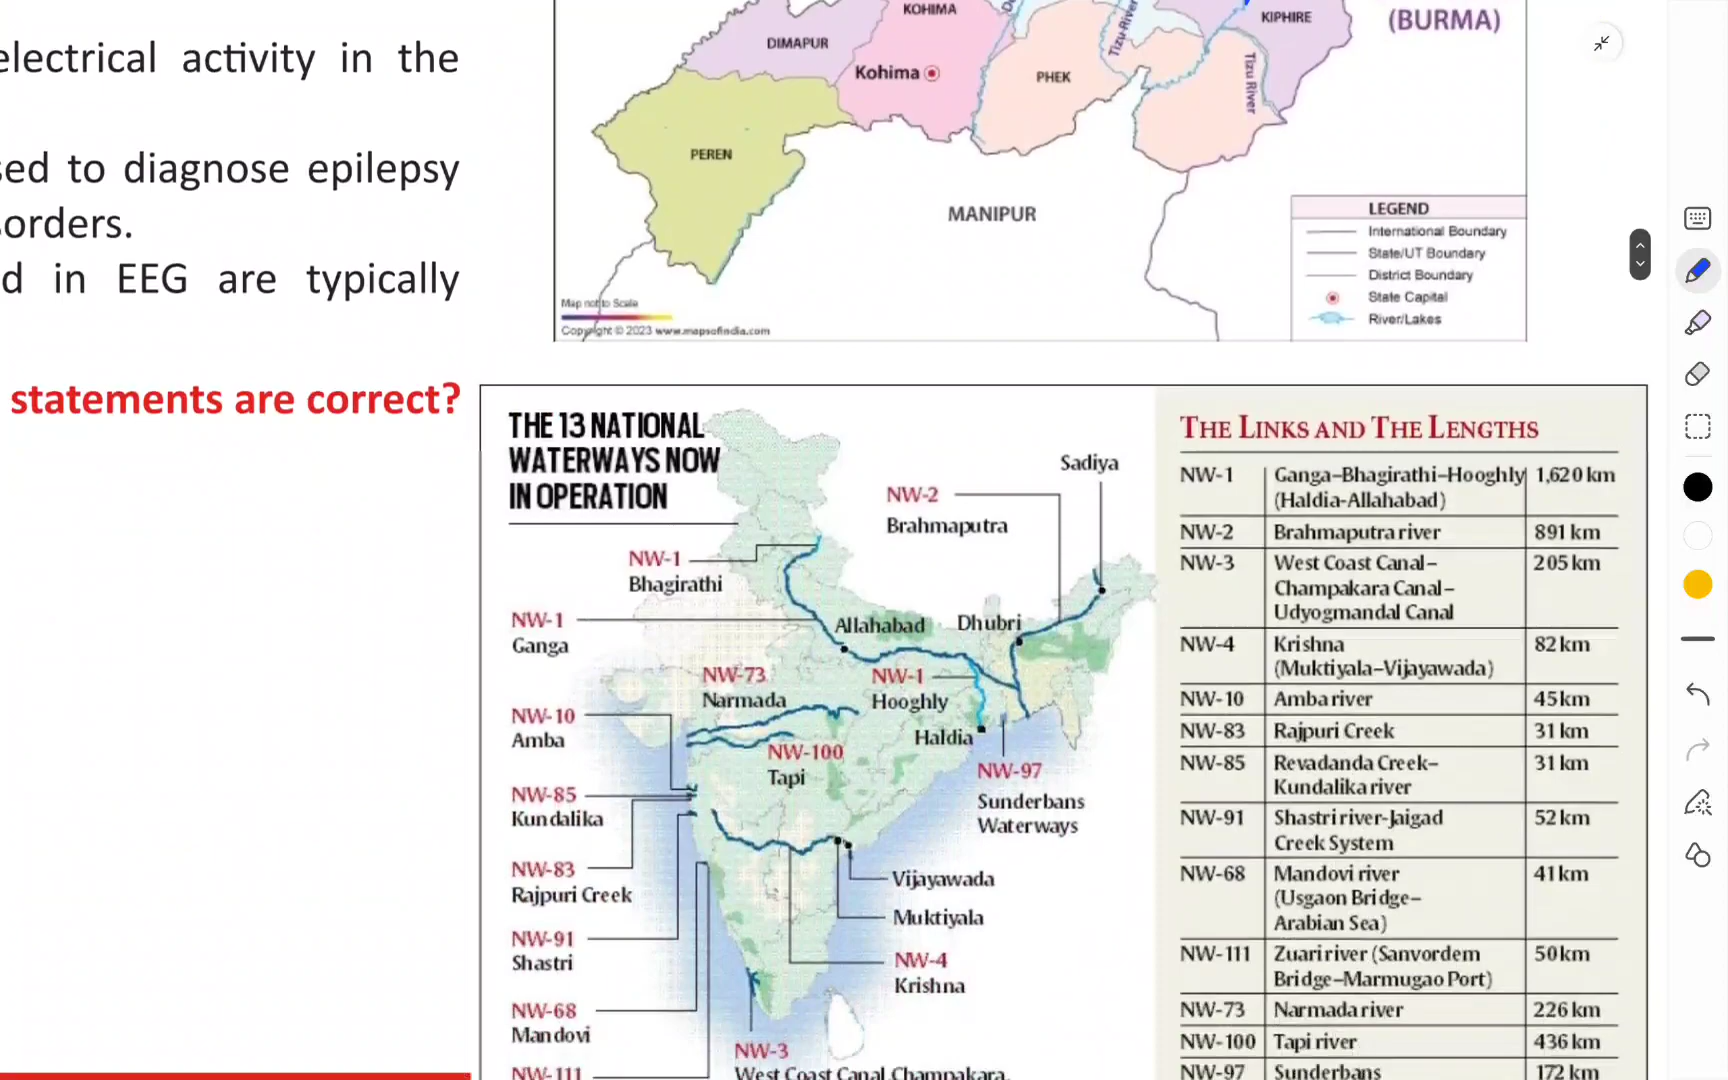 electrical activity in the
sed to diagnose epilepsy
sorders.
d in EEG are typically
statements are correct?
KOHIMA
DIMAPUR
Kohima
PHEK
Tizu River
KIPHIRE
(BURMA)
Tizu River
PEREN
MANIPUR
LEGEND
International Boundary
State/UT Boundary
District Boundary
State Capital
River/Lakes
Map not to Scale
Copyright © 2023 www.mapsofindia.com
THE 13 NATIONAL
WATERWAYS NOW
IN OPERATION
Sadiya
NW-2
Brahmaputra
NW-1
Bhagirathi
NW-1
Ganga
Allahabad
Dhubri
NW-73
Narmada
NW-1
Hooghly
NW-10
Amba
Haldia
NW-100
Tapi
NW-97
Sunderbans
Waterways
NW-85
Kundalika
NW-83
Rajpuri Creek
Vijayawada
Muktiyala
NW-91
Shastri
NW-4
Krishna
NW-68
Mandovi
NW-3
West Coast Canal, Champakara,
NW-111
THE LINKS AND THE LENGTHS
NW-1 Ganga–Bhagirathi–Hooghly 1,620 km
(Haldia-Allahabad)
NW-2 Brahmaputra river 891 km
NW-3 West Coast Canal– 205 km
Champakara Canal–
Udyogmandal Canal
NW-4 Krishna 82 km
(Muktiyala–Vijayawada)
NW-10 Amba river 45 km
NW-83 Rajpuri Creek 31 km
NW-85 Revadanda Creek– 31 km
Kundalika river
NW-91 Shastri river-Jaigad 52 km
Creek System
NW-68 Mandovi river 41 km
(Usgaon Bridge–
Arabian Sea)
NW-111 Zuari river (Sanvordem 50 km
Bridge–Marmugao Port)
NW-73 Narmada river 226 km
NW-100 Tapi river 436 km
NW-97 Sunderbans 172 km